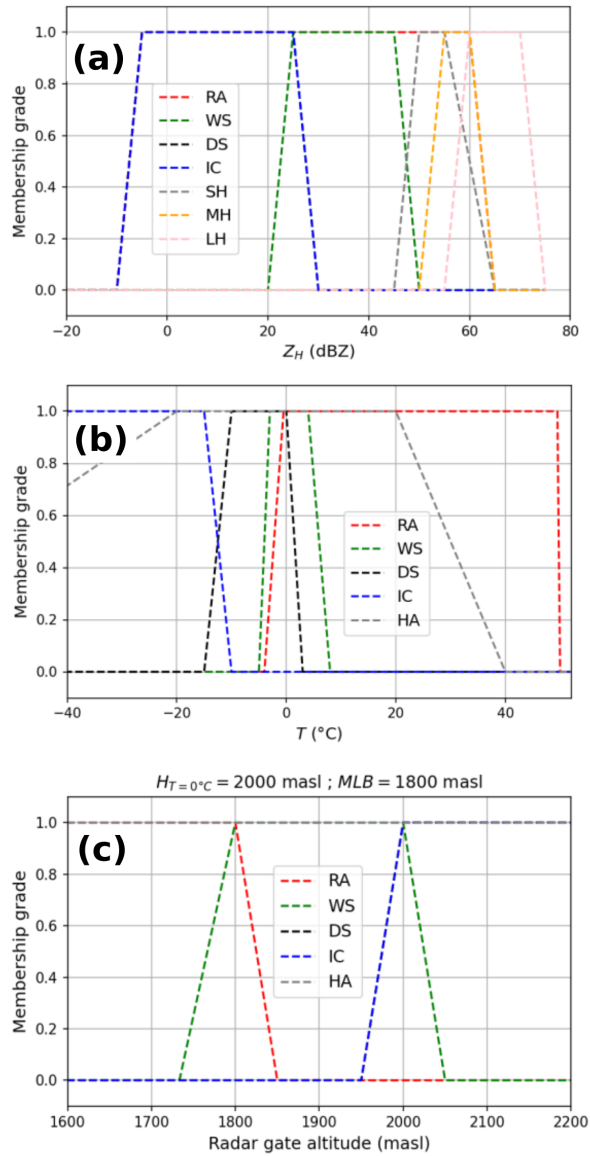 (a)
Membership grade
1.0
0.8
0.6
0.4
0.2
0.0
RA
WS
DS
IC
SH
MH
LH
−20 0 20 40 60 80
Z_H (dBZ)
(b)
Membership grade
1.0
0.8
0.6
0.4
0.2
0.0
RA
WS
DS
IC
HA
−40 −20 0 20 40
T (°C)
H_{T=0°C} = 2000 masl ; MLB = 1800 masl
(c)
Membership grade
1.0
0.8
0.6
0.4
0.2
0.0
RA
WS
DS
IC
HA
1600 1700 1800 1900 2000 2100 2200
Radar gate altitude (masl)